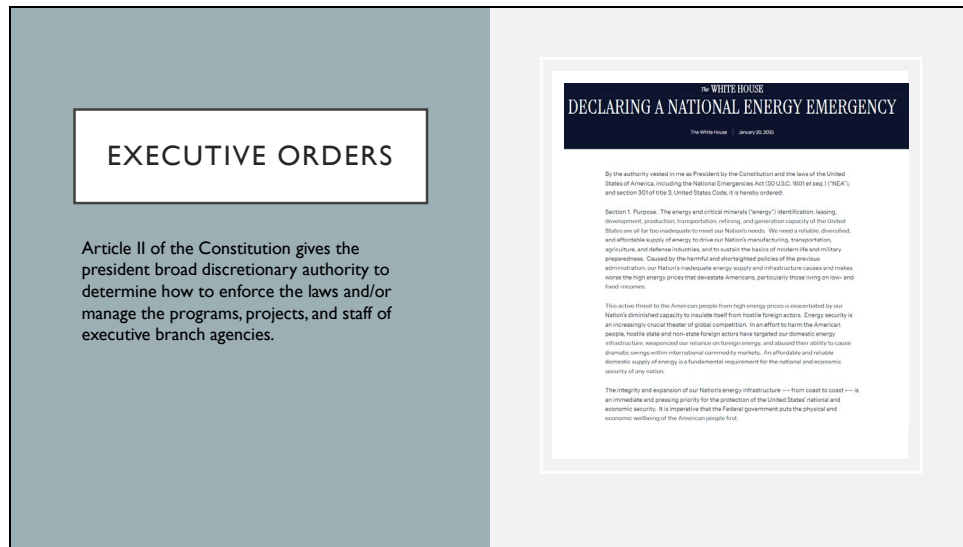 EXECUTIVE ORDERS
Article II of the Constitution gives the
president broad discretionary authority to
determine how to enforce the laws and/or
manage the programs, projects, and staff of
executive branch agencies.
The WHITE HOUSE
DECLARING A NATIONAL ENERGY EMERGENCY
The White House | January 20, 2025
By the authority vested in me as President by the Constitution and the laws of the United
States of America, including the National Emergencies Act (50 U.S.C. 1601 et seq.) ("NEA"),
and section 301 of title 3, United States Code, it is hereby ordered:
Section 1. Purpose. The energy and critical minerals ("energy") identification, leasing,
development, production, transportation, refining, and generation capacity of the United
States are all far too inadequate to meet our Nation's needs. We need a reliable, diversified,
and affordable supply of energy to drive our Nation's manufacturing, transportation,
agriculture, and defense industries, and to sustain the basics of modern life and military
preparedness. Caused by the harmful and shortsighted policies of the previous
administration, our Nation's inadequate energy supply and infrastructure causes and makes
worse the high energy prices that devastate Americans, particularly those living on low- and
fixed-incomes.
This active threat to the American people from high energy prices is exacerbated by our
Nation's diminished capacity to insulate itself from hostile foreign actors. Energy security is
an increasingly crucial theater of global competition. In an effort to harm the American
people, hostile state and non-state foreign actors have targeted our domestic energy
infrastructure, weaponized our reliance on foreign energy, and abused their ability to cause
dramatic swings within international commodity markets. An affordable and reliable
domestic supply of energy is a fundamental requirement for the national and economic
security of any nation.
The integrity and expansion of our Nation's energy infrastructure -- from coast to coast -- is
an immediate and pressing priority for the protection of the United States' national and
economic security. It is imperative that the Federal government puts the physical and
economic wellbeing of the American people first.